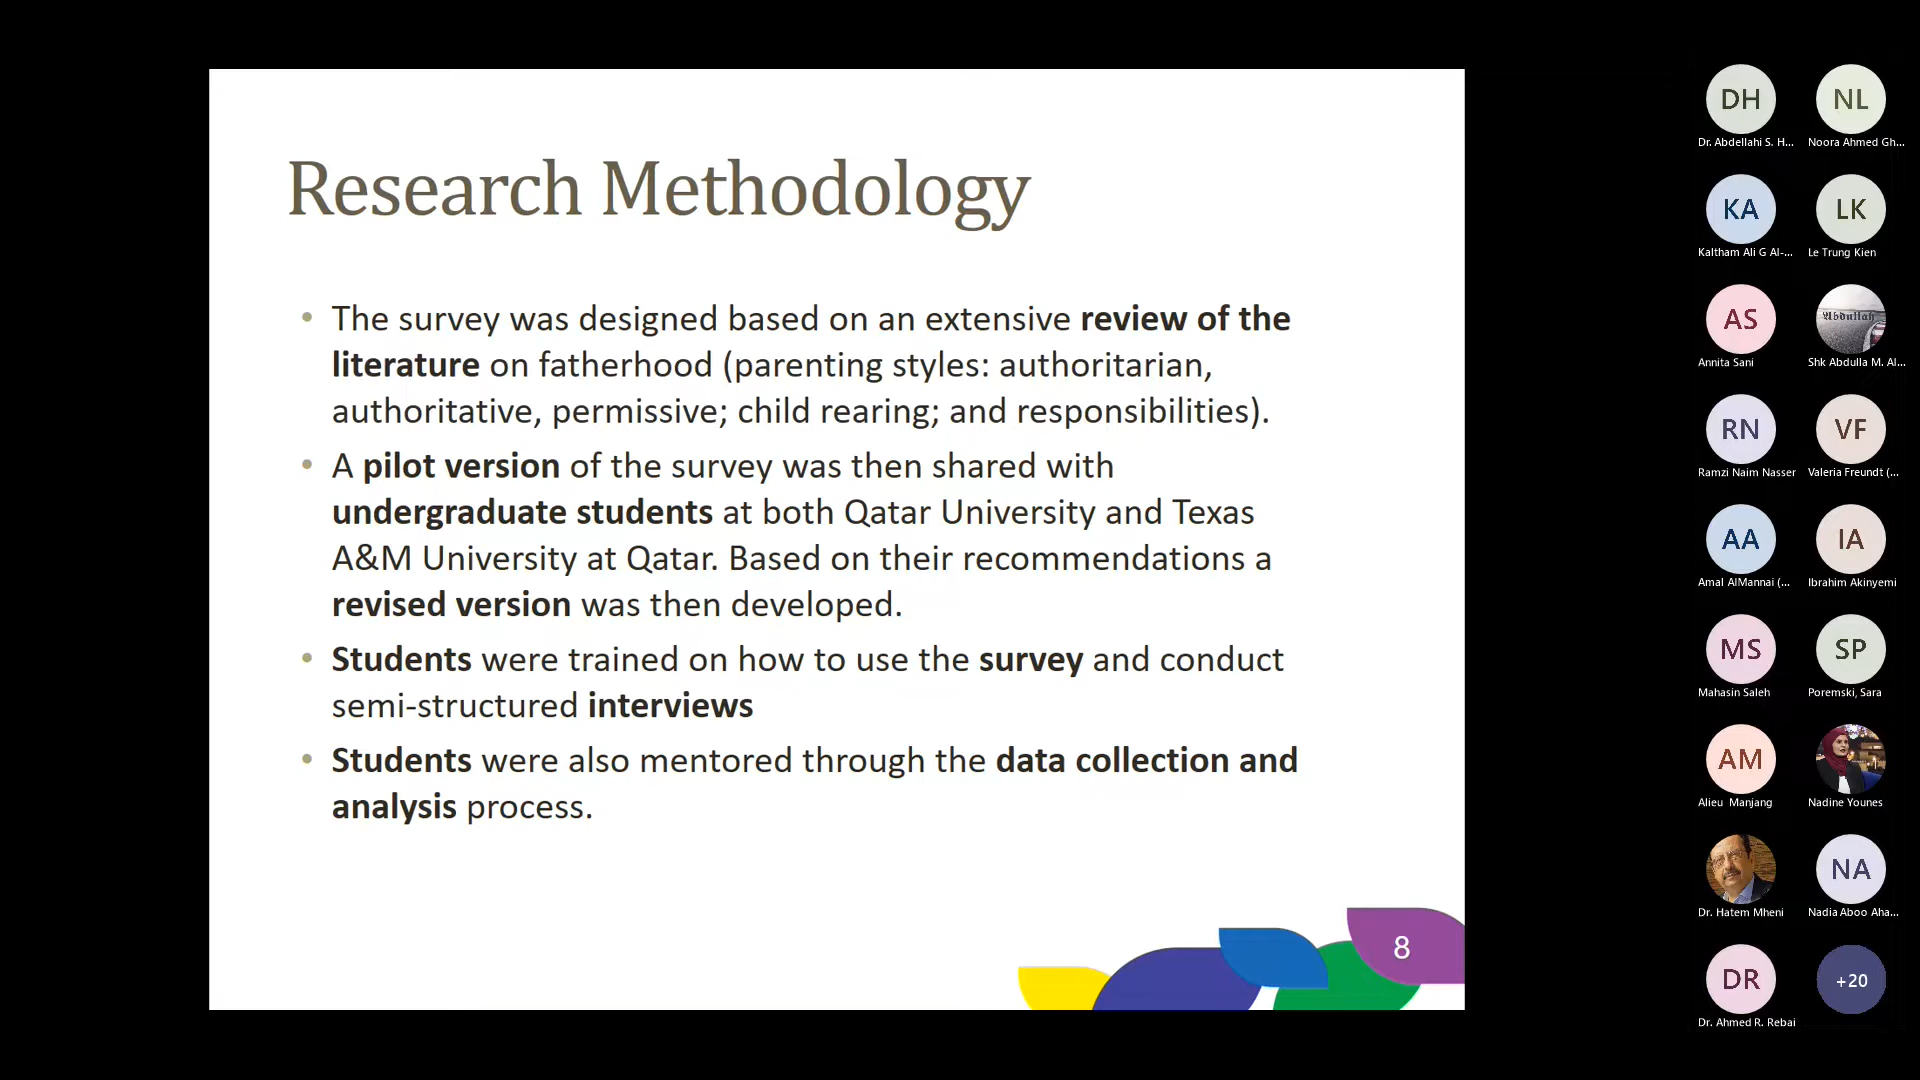 Research Methodology
• The survey was designed based on an extensive review of the
literature on fatherhood (parenting styles: authoritarian,
authoritative, permissive; child rearing; and responsibilities).
• A pilot version of the survey was then shared with
undergraduate students at both Qatar University and Texas
A&M University at Qatar. Based on their recommendations a
revised version was then developed.
• Students were trained on how to use the survey and conduct
semi-structured interviews
• Students were also mentored through the data collection and
analysis process.
8
DH
Dr. Abdellahi S. H...
NL
Noora Ahmed Gh...
KA
Kaltham Ali G Al-...
LK
Le Trung Kien
AS
Annita Sani
Abdullah
Shk Abdulla M. Al...
RN
Ramzi Naim Nasser
VF
Valeria Freundt (...
AA
Amal AlMannai (...
IA
Ibrahim Akinyemi
MS
Mahasin Saleh
SP
Poremski, Sara
AM
Alieu Manjang
Nadine Younes
Dr. Hatem Mheni
NA
Nadia Aboo Aha...
DR
Dr. Ahmed R. Rebai
+20